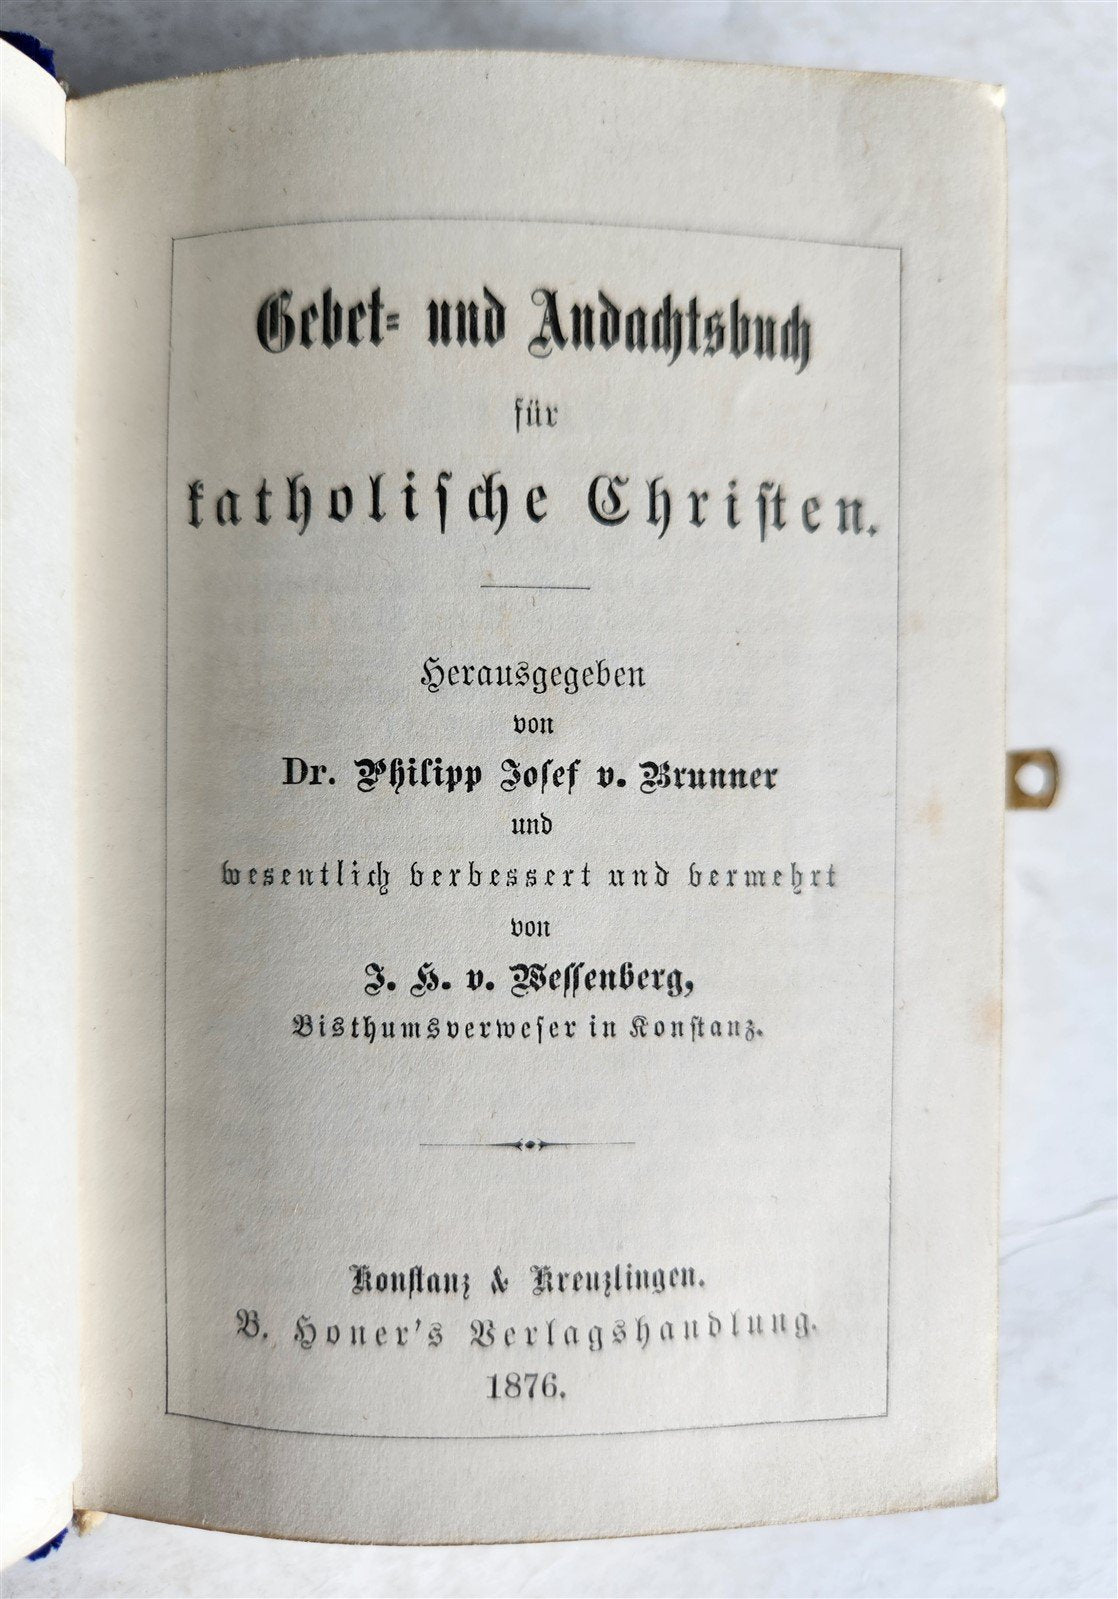 Gebet- und Andachtsbuch
für
katholische Christen.
Herausgegeben
von
Dr. Philipp Josef v. Brunner
und
wesentlich verbessert und vermehrt
von
J. H. v. Wessenberg,
Bisthumsverweser in Konstanz.
Konstanz & Kreuzlingen.
B. Honer's Verlagshandlung.
1876.